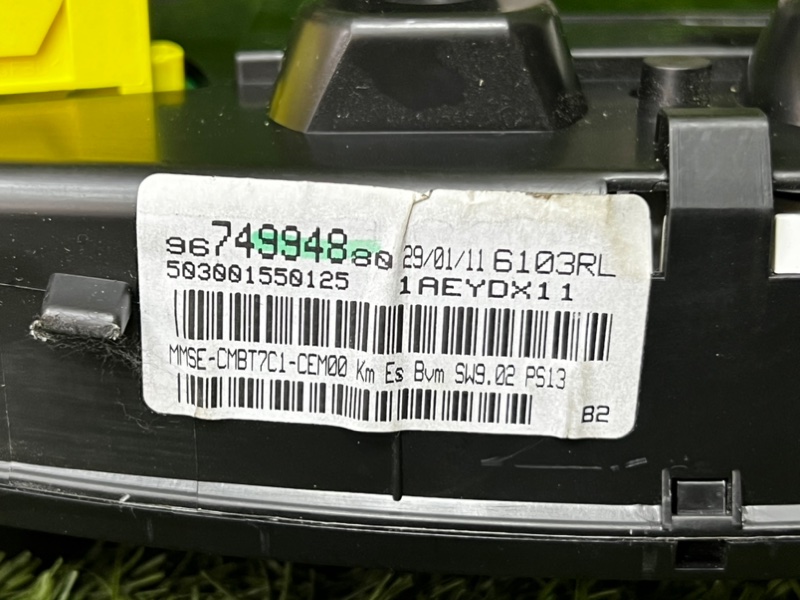 9674994880 29/01/11 6103RL
503001550125 1AEYDX11
MMSE-CMBT7C1-CEM00 Km Es Bvm SW9.02 PS13
B2